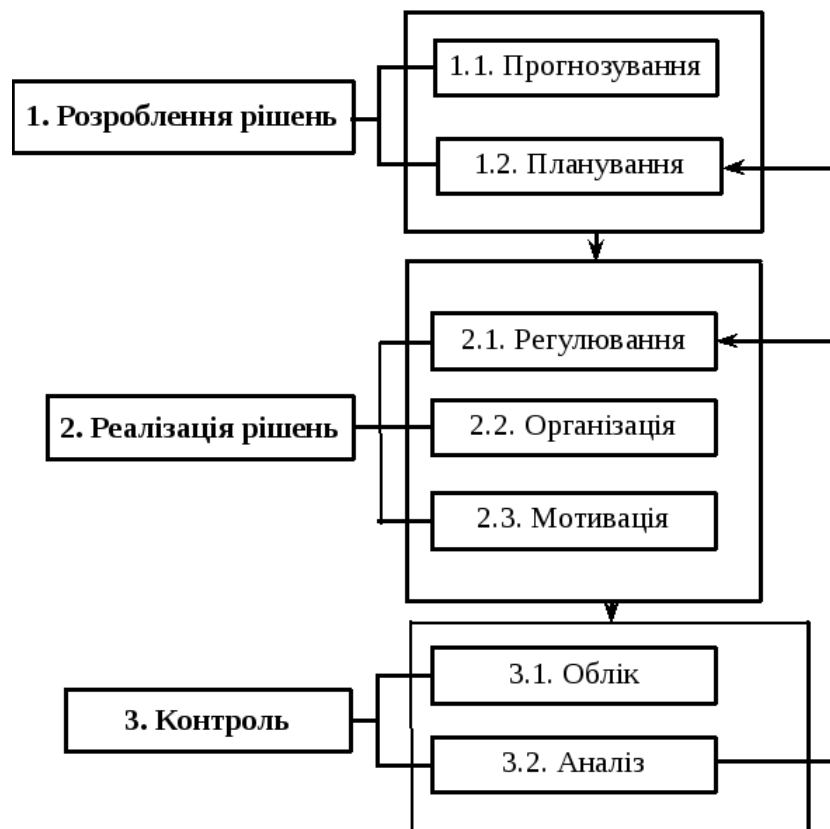 1. Розроблення рішень
1.1. Прогнозування
1.2. Планування
2. Реалізація рішень
2.1. Регулювання
2.2. Організація
2.3. Мотивація
3. Контроль
3.1. Облік
3.2. Аналіз